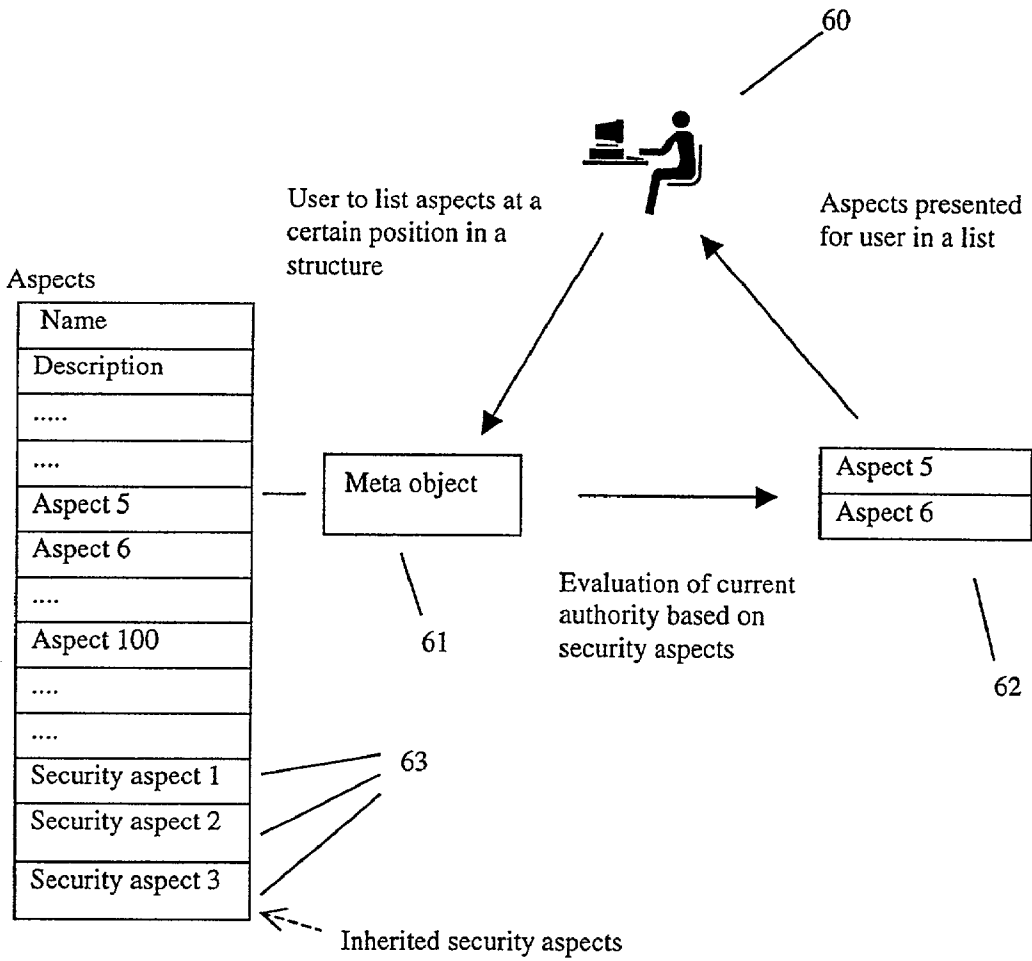 60
User to list aspects at a
certain position in a
structure
Aspects presented
for user in a list
Aspects
Name
Description
.....
....
Aspect 5
Aspect 6
....
Aspect 100
....
....
Security aspect 1
Security aspect 2
Security aspect 3
Meta object
61
Evaluation of current
authority based on
security aspects
Aspect 5
Aspect 6
62
63
Inherited security aspects